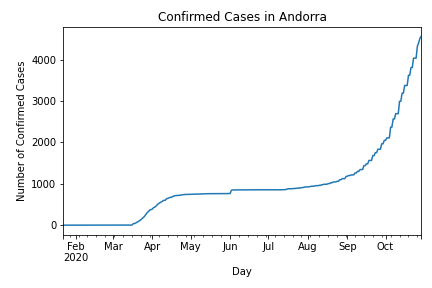 Confirmed Cases in Andorra
Number of Confirmed Cases
4000
3000
2000
1000
0
Feb Mar Apr May Jun Jul Aug Sep Oct
2020
Day